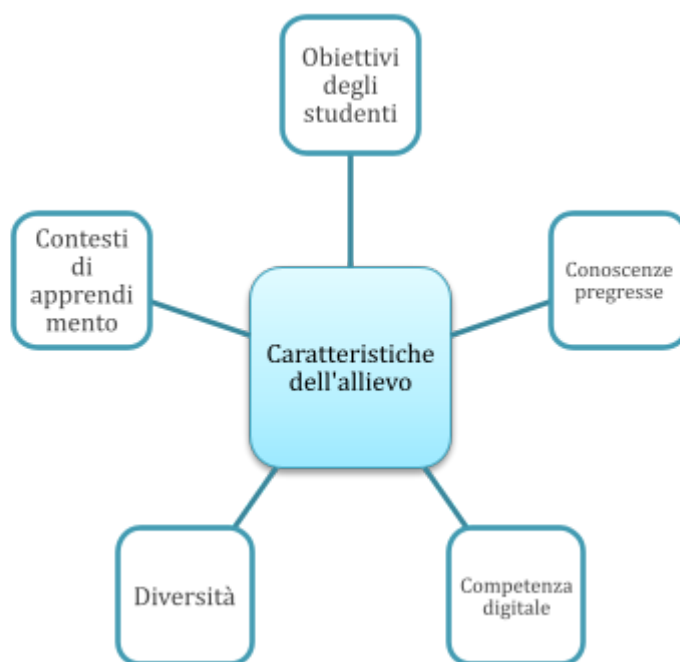 Obiettivi
degli
studenti
Contesti
di
apprendi
mento
Conoscenze
pregresse
Caratteristiche
dell'allievo
Diversità
Competenza
digitale